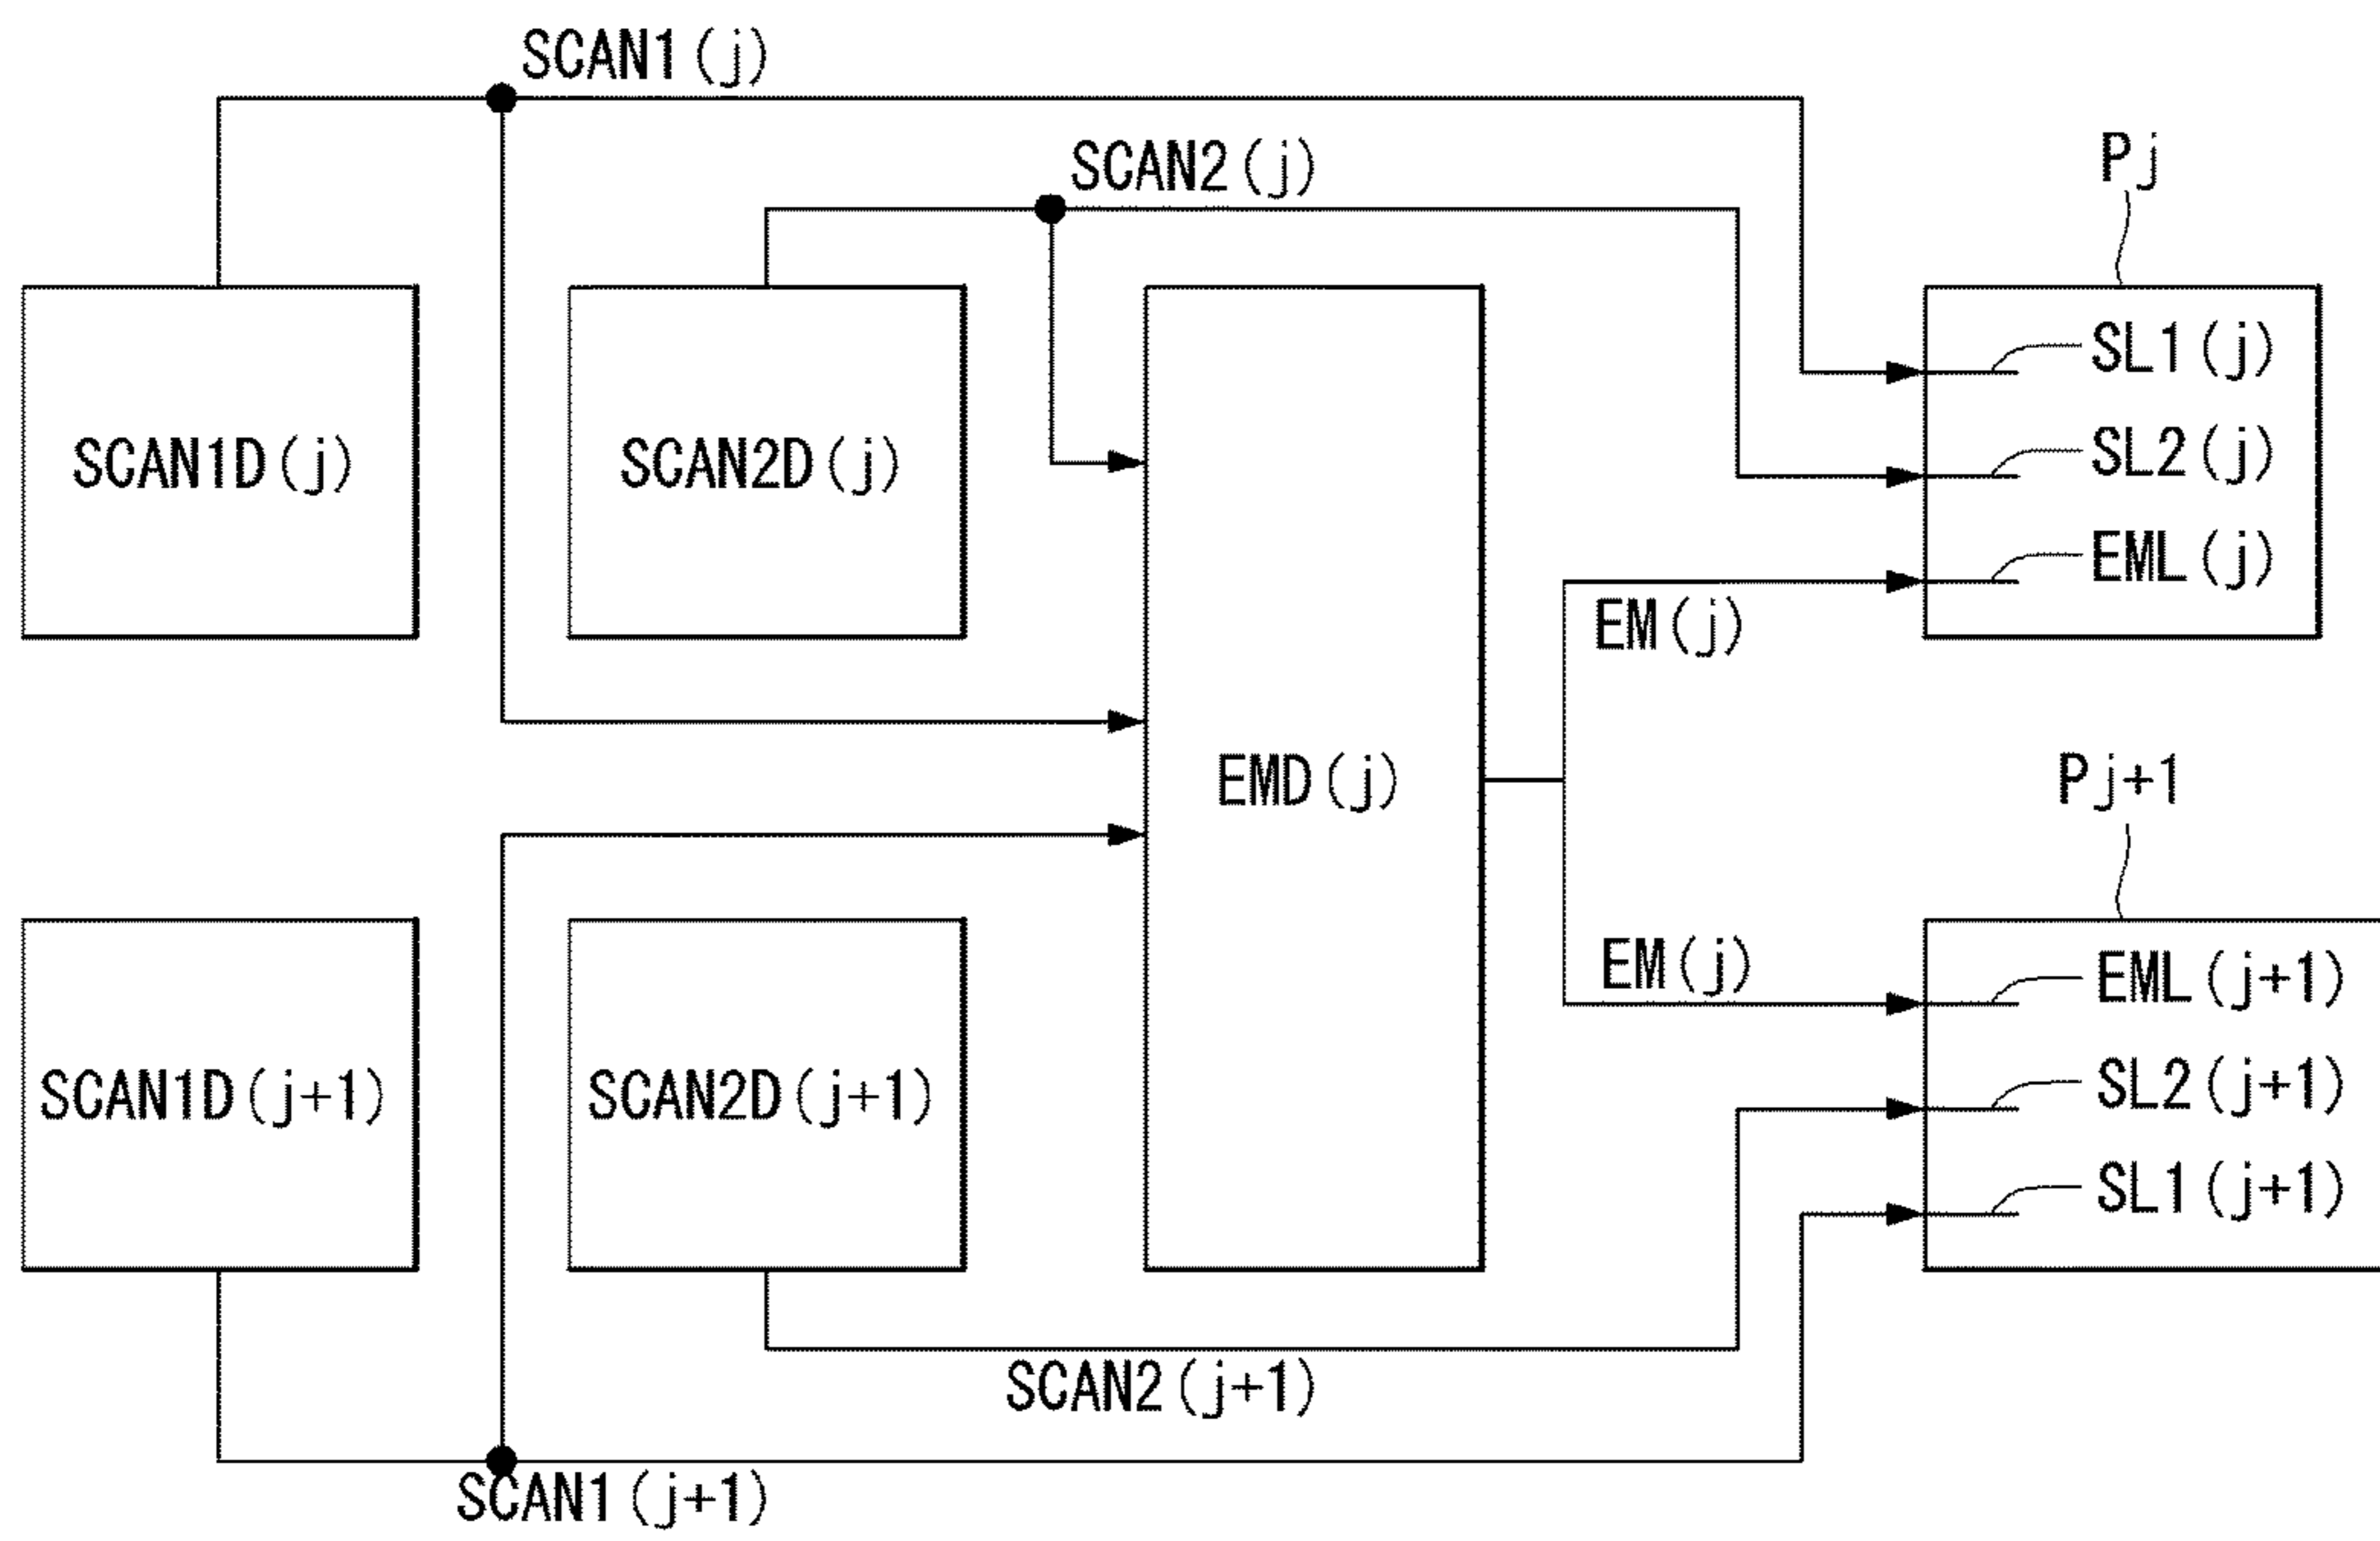 SCAN1(j)
SCAN2(j)
Pj
SL1(j)
SCAN1D(j)
SCAN2D(j)
SL2(j)
EML(j)
EM(j)
EMD(j)
Pj+1
EM(j)
EML(j+1)
SCAN1D(j+1)
SCAN2D(j+1)
SL2(j+1)
SL1(j+1)
SCAN2(j+1)
SCAN1(j+1)